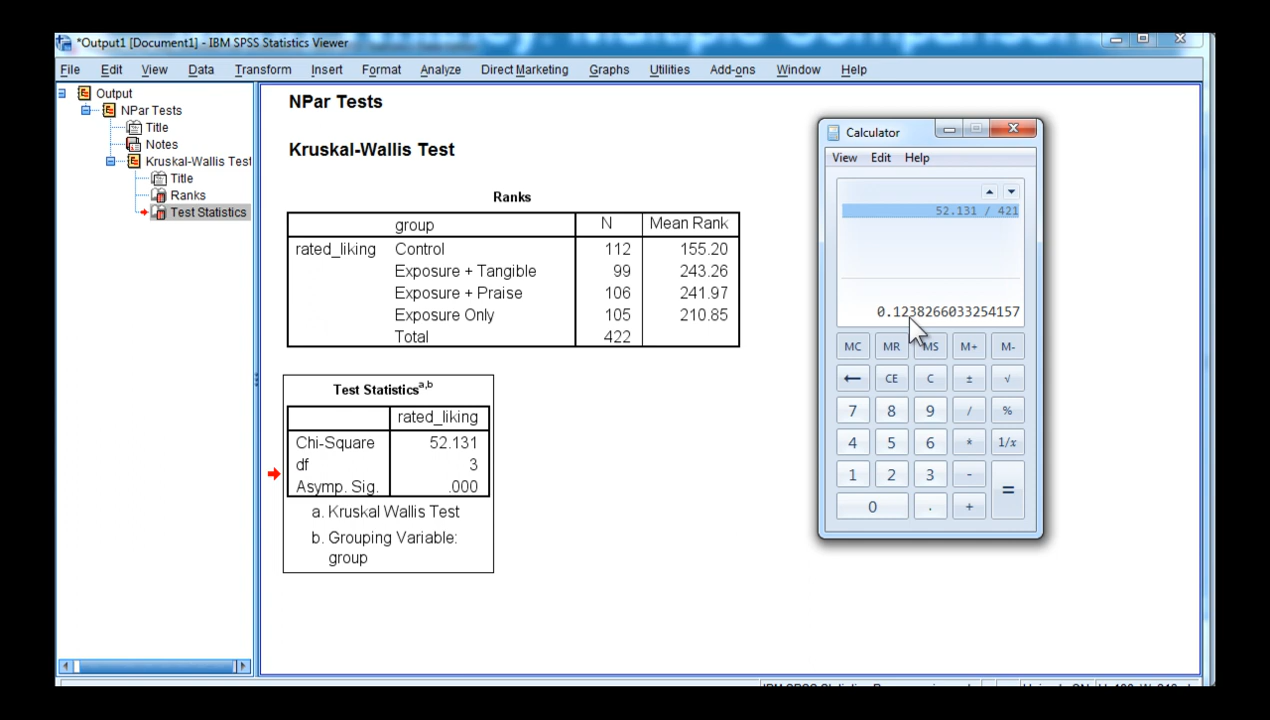 *Output1 [Document1] - IBM SPSS Statistics Viewer
File Edit View Data Transform Insert Format Analyze Direct Marketing Graphs Utilities Add-ons Window Help
Output
NPar Tests
Title
Notes
Kruskal-Wallis Test
Title
Ranks
Test Statistics
NPar Tests
Kruskal-Wallis Test
Ranks
group N Mean Rank
rated_liking Control 112 155.20
Exposure + Tangible 99 243.26
Exposure + Praise 106 241.97
Exposure Only 105 210.85
Total 422
Test Statistics a,b
rated_liking
Chi-Square 52.131
df 3
Asymp. Sig. .000
a. Kruskal Wallis Test
b. Grouping Variable:
group
Calculator
View Edit Help
52.131 / 421
0.1238266033254157
MC MR MS M+ M-
← CE C ± √
7 8 9 / %
4 5 6 * 1/x
1 2 3 - =
0 . +